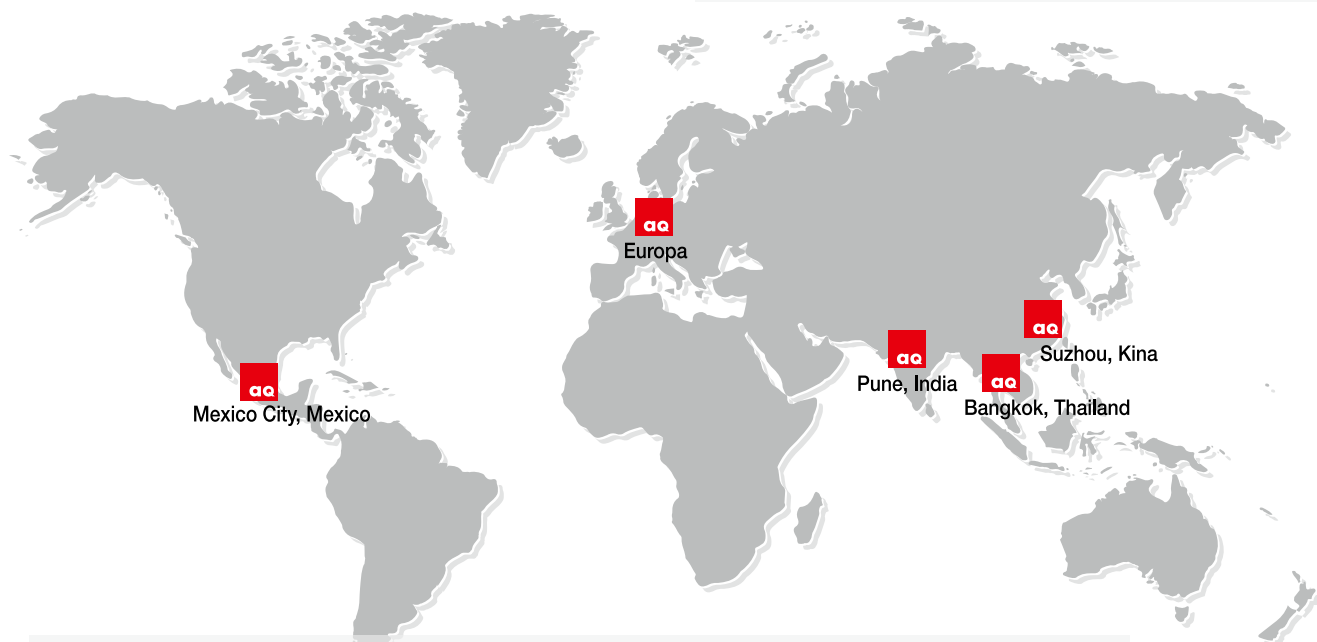 aQ
Europa
aQ
Suzhou, Kina
aQ
Pune, India
aQ
Bangkok, Thailand
aQ
Mexico City, Mexico